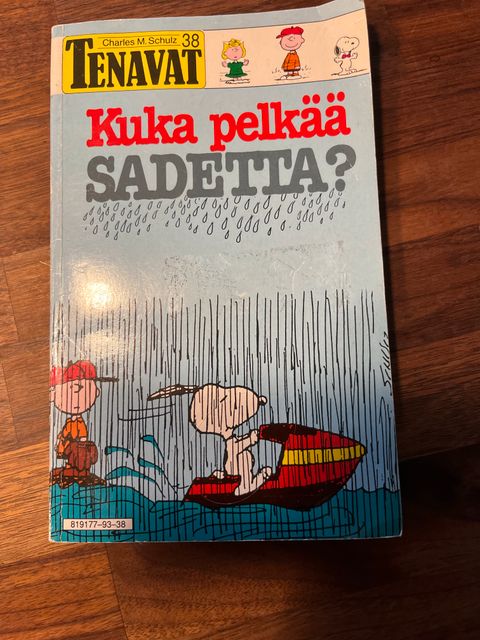 Charles M. Schulz 38
TENAVAT
Kuka pelkää
SADETTA?
SCHULZ
819177-93-38